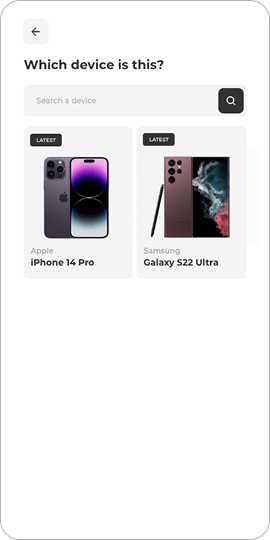 Which device is this?
Search a device
LATEST
LATEST
Apple
iPhone 14 Pro
Samsung
Galaxy S22 Ultra